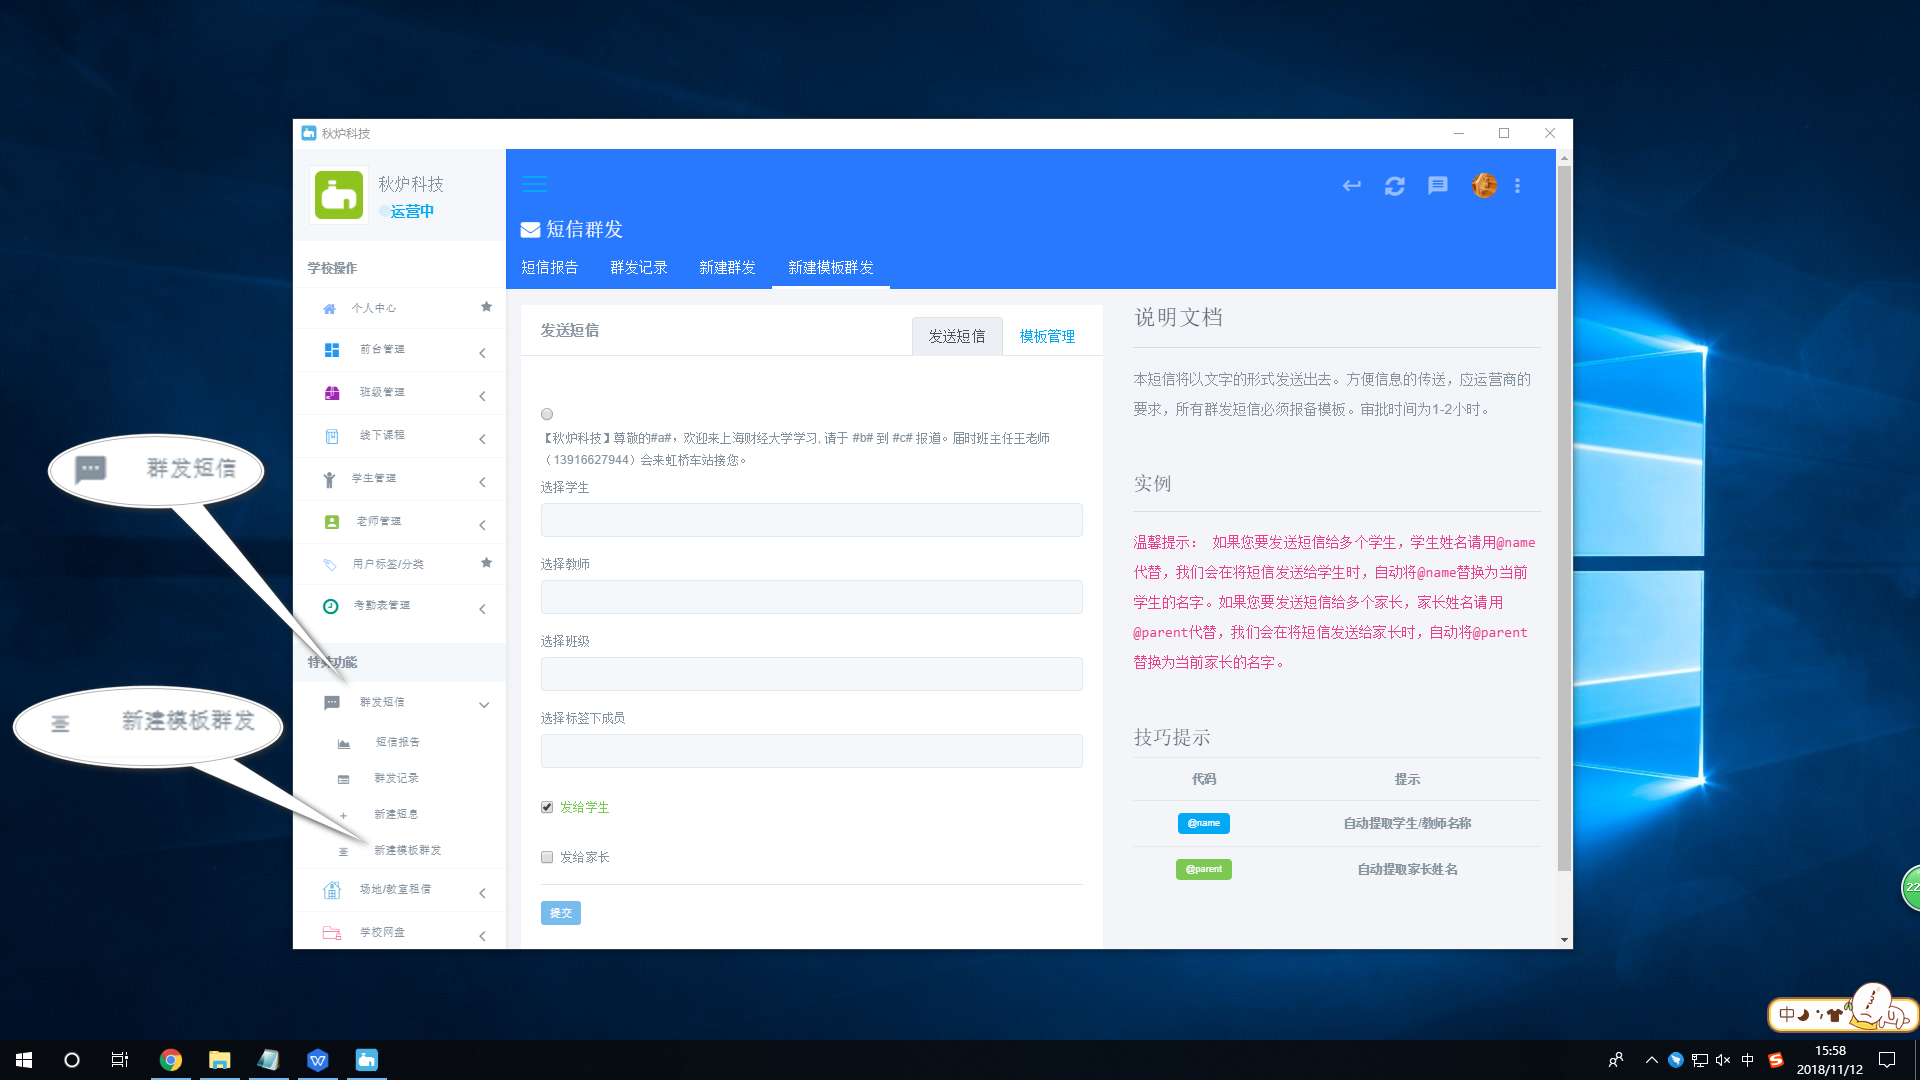 秋炉科技
秋炉科技
运营中
学校操作
个人中心
前台管理
班级管理
线下课程
学生管理
老师管理
用户标签/分类
考勤表管理
特殊功能
群发短信
短信报告
群发记录
新建短息
新建模板群发
场地/教室租借
学校网盘
群发短信
新建模板群发
短信群发
短信报告
群发记录
新建群发
新建模板群发
发送短信
发送短信
模板管理
【秋炉科技】尊敬的#a#，欢迎来上海财经大学学习, 请于 #b# 到 #c# 报道。届时班主任王老师
（13916627944）会来虹桥车站接您。
选择学生
选择教师
选择班级
选择标签下成员
发给学生
发给家长
提交
说明文档
本短信将以文字的形式发送出去。方便信息的传送，应运营商的
要求，所有群发短信必须报备模板。审批时间为1-2小时。
实例
温馨提示： 如果您要发送短信给多个学生，学生姓名请用@name
代替，我们会在将短信发送给学生时，自动将@name替换为当前
学生的名字。如果您要发送短信给多个家长，家长姓名请用
@parent代替，我们会在将短信发送给家长时，自动将@parent
替换为当前家长的名字。
技巧提示
代码 提示
@name 自动提取学生/教师名称
@parent 自动提取家长姓名
22
中
中
15:58
2018/11/12